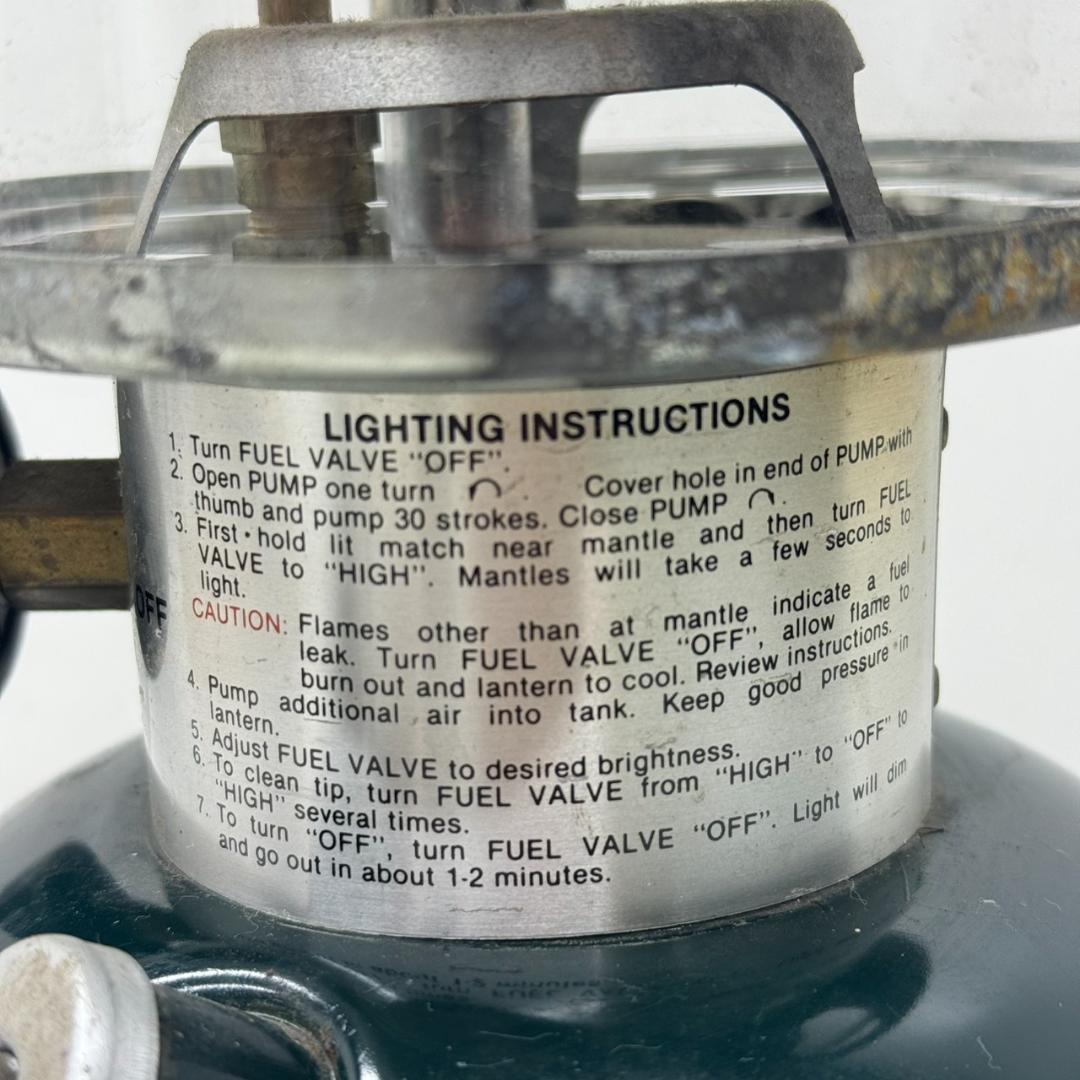 LIGHTING INSTRUCTIONS
1. Turn FUEL VALVE "OFF".
2. Open PUMP one turn . Cover hole in end of PUMP with
thumb and pump 30 strokes. Close PUMP .
3. First hold lit match near mantle and then turn FUEL
VALVE to "HIGH". Mantles will take a few seconds to
light.
CAUTION: Flames other than at mantle indicate a fuel
leak. Turn FUEL VALVE "OFF", allow flame to
burn out and lantern to cool. Review instructions.
4. Pump additional air into tank. Keep good pressure in
lantern.
5. Adjust FUEL VALVE to desired brightness.
6. To clean tip, turn FUEL VALVE from "HIGH" to "OFF" to
"HIGH" several times.
7. To turn "OFF", turn FUEL VALVE "OFF". Light will dim
and go out in about 1-2 minutes.
OFF